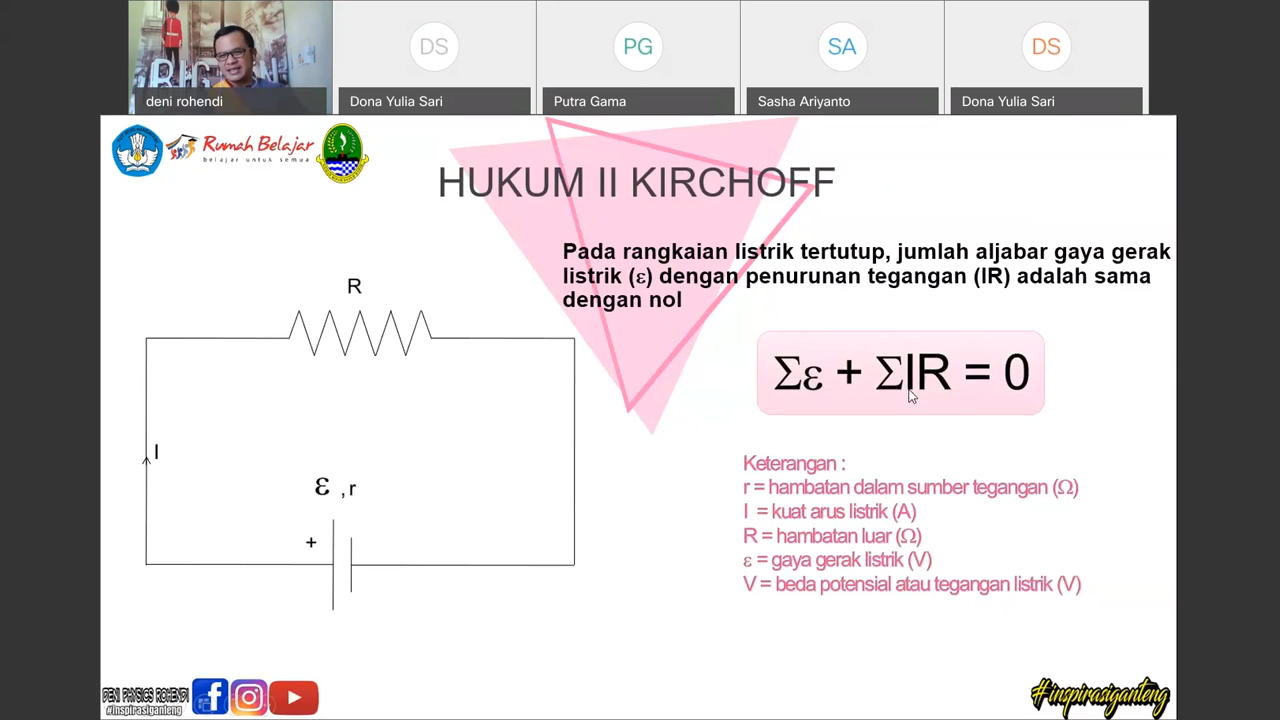 DS
PG
SA
DS
deni rohendi
Dona Yulia Sari
Putra Gama
Sasha Ariyanto
Dona Yulia Sari
Rumah Belajar
belajar untuk semua
HUKUM II KIRCHOFF
Pada rangkaian listrik tertutup, jumlah aljabar gaya gerak
listrik (ε) dengan penurunan tegangan (IR) adalah sama
dengan nol
R
I
ε ,r
+
Σε + ΣIR = 0
Keterangan :
r = hambatan dalam sumber tegangan (Ω)
I = kuat arus listrik (A)
R = hambatan luar (Ω)
ε = gaya gerak listrik (V)
V = beda potensial atau tegangan listrik (V)
DENI PHYSICS ROHENDI
#inspirasiganteng
#inspirasiganteng